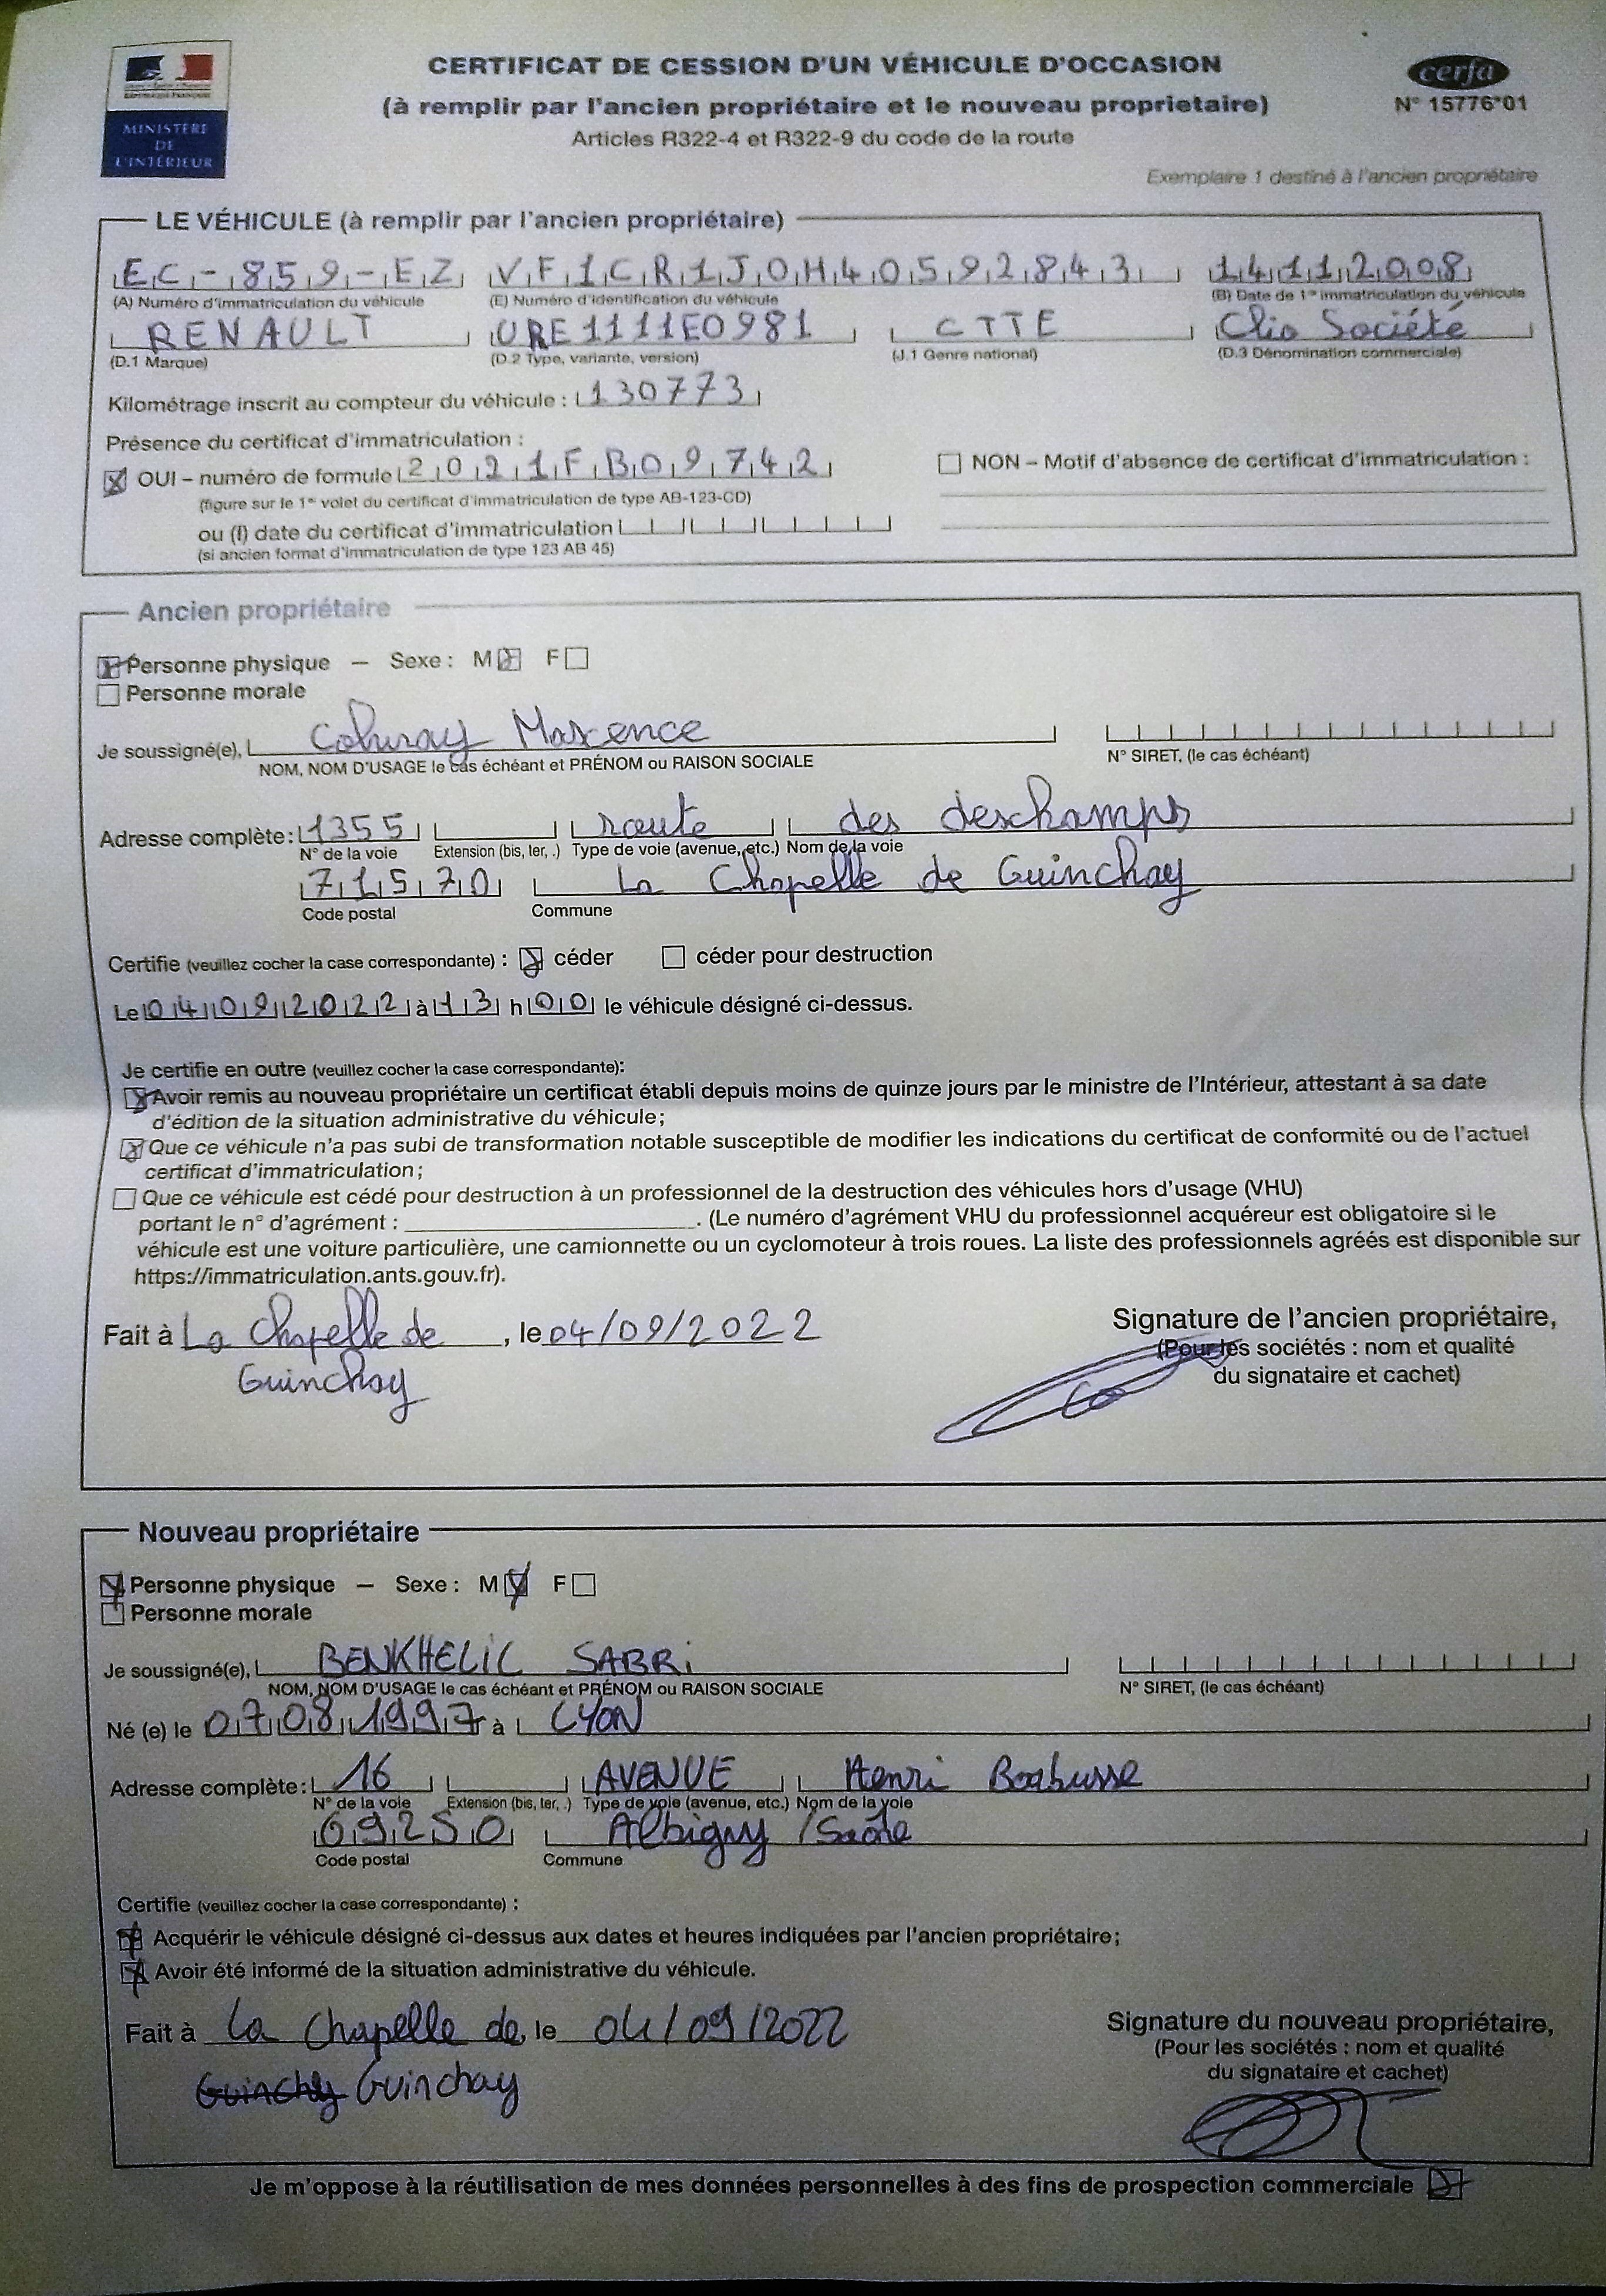 CERTIFICAT DE CESSION D'UN VÉHICULE D'OCCASION
(à remplir par l'ancien propriétaire et le nouveau proprietaire)
Articles R322-4 et R322-9 du code de la route
cerfa
N° 15776*01
MINISTÈRE
DE
L'INTÉRIEUR
Exemplaire 1 destiné à l'ancien propriétaire
LE VÉHICULE (à remplir par l'ancien propriétaire)
EC-859-EZ VF1CR1J0H40592843 14112008
(A) Numéro d'immatriculation du véhicule (E) Numéro d'identification du véhicule (B) Date de 1re immatriculation du véhicule
RENAULT URE1111E0981 CTTE Clio Société
(D.1 Marque) (D.2 Type, variante, version) (J.1 Genre national) (D.3 Dénomination commerciale)
Kilométrage inscrit au compteur du véhicule : 130773
Présence du certificat d'immatriculation :
OUI – numéro de formule 2021FB09742 NON – Motif d'absence de certificat d'immatriculation :
(figure sur le 1er volet du certificat d'immatriculation de type AB-123-CD)
ou (I) date du certificat d'immatriculation
(si ancien format d'immatriculation de type 123 AB 45)
Ancien propriétaire
Personne physique – Sexe : M F
Personne morale
Je soussigné(e), Maxence
NOM, NOM D'USAGE le cas échéant et PRÉNOM ou RAISON SOCIALE N° SIRET, (le cas échéant)
Adresse complète : 1355 route des deschamps
N° de la voie Extension (bis, ter, .) Type de voie (avenue, etc.) Nom de la voie
71570 La Chapelle de Guinchay
Code postal Commune
Certifie (veuillez cocher la case correspondante) : céder céder pour destruction
Le 04 09 2022 à 13 h 00 le véhicule désigné ci-dessus.
Je certifie en outre (veuillez cocher la case correspondante):
Avoir remis au nouveau propriétaire un certificat établi depuis moins de quinze jours par le ministre de l'Intérieur, attestant à sa date
d'édition de la situation administrative du véhicule;
Que ce véhicule n'a pas subi de transformation notable susceptible de modifier les indications du certificat de conformité ou de l'actuel
certificat d'immatriculation;
Que ce véhicule est cédé pour destruction à un professionnel de la destruction des véhicules hors d'usage (VHU)
portant le n° d'agrément : . (Le numéro d'agrément VHU du professionnel acquéreur est obligatoire si le
véhicule est une voiture particulière, une camionnette ou un cyclomoteur à trois roues. La liste des professionnels agréés est disponible sur
https://immatriculation.ants.gouv.fr).
Fait à La Chapelle de , le 04/09/2022
Guinchay
Signature de l'ancien propriétaire,
(Pour les sociétés : nom et qualité
du signataire et cachet)
Nouveau propriétaire
Personne physique – Sexe : M F
Personne morale
Je soussigné(e), BENKHELIL SABRi
NOM, NOM D'USAGE le cas échéant et PRÉNOM ou RAISON SOCIALE N° SIRET, (le cas échéant)
Né (e) le 07 08 1997 à LYON
Adresse complète : 16 AVENUE Henri Barbusse
N° de la voie Extension (bis, ter, .) Type de voie (avenue, etc.) Nom de la voie
69250 Albigny /Saône
Code postal Commune
Certifie (veuillez cocher la case correspondante) :
Acquérir le véhicule désigné ci-dessus aux dates et heures indiquées par l'ancien propriétaire;
Avoir été informé de la situation administrative du véhicule.
Fait à La Chapelle de, le 04/09/2022
Guinchy Guinchay
Signature du nouveau propriétaire,
(Pour les sociétés : nom et qualité
du signataire et cachet)
Je m'oppose à la réutilisation de mes données personnelles à des fins de prospection commerciale